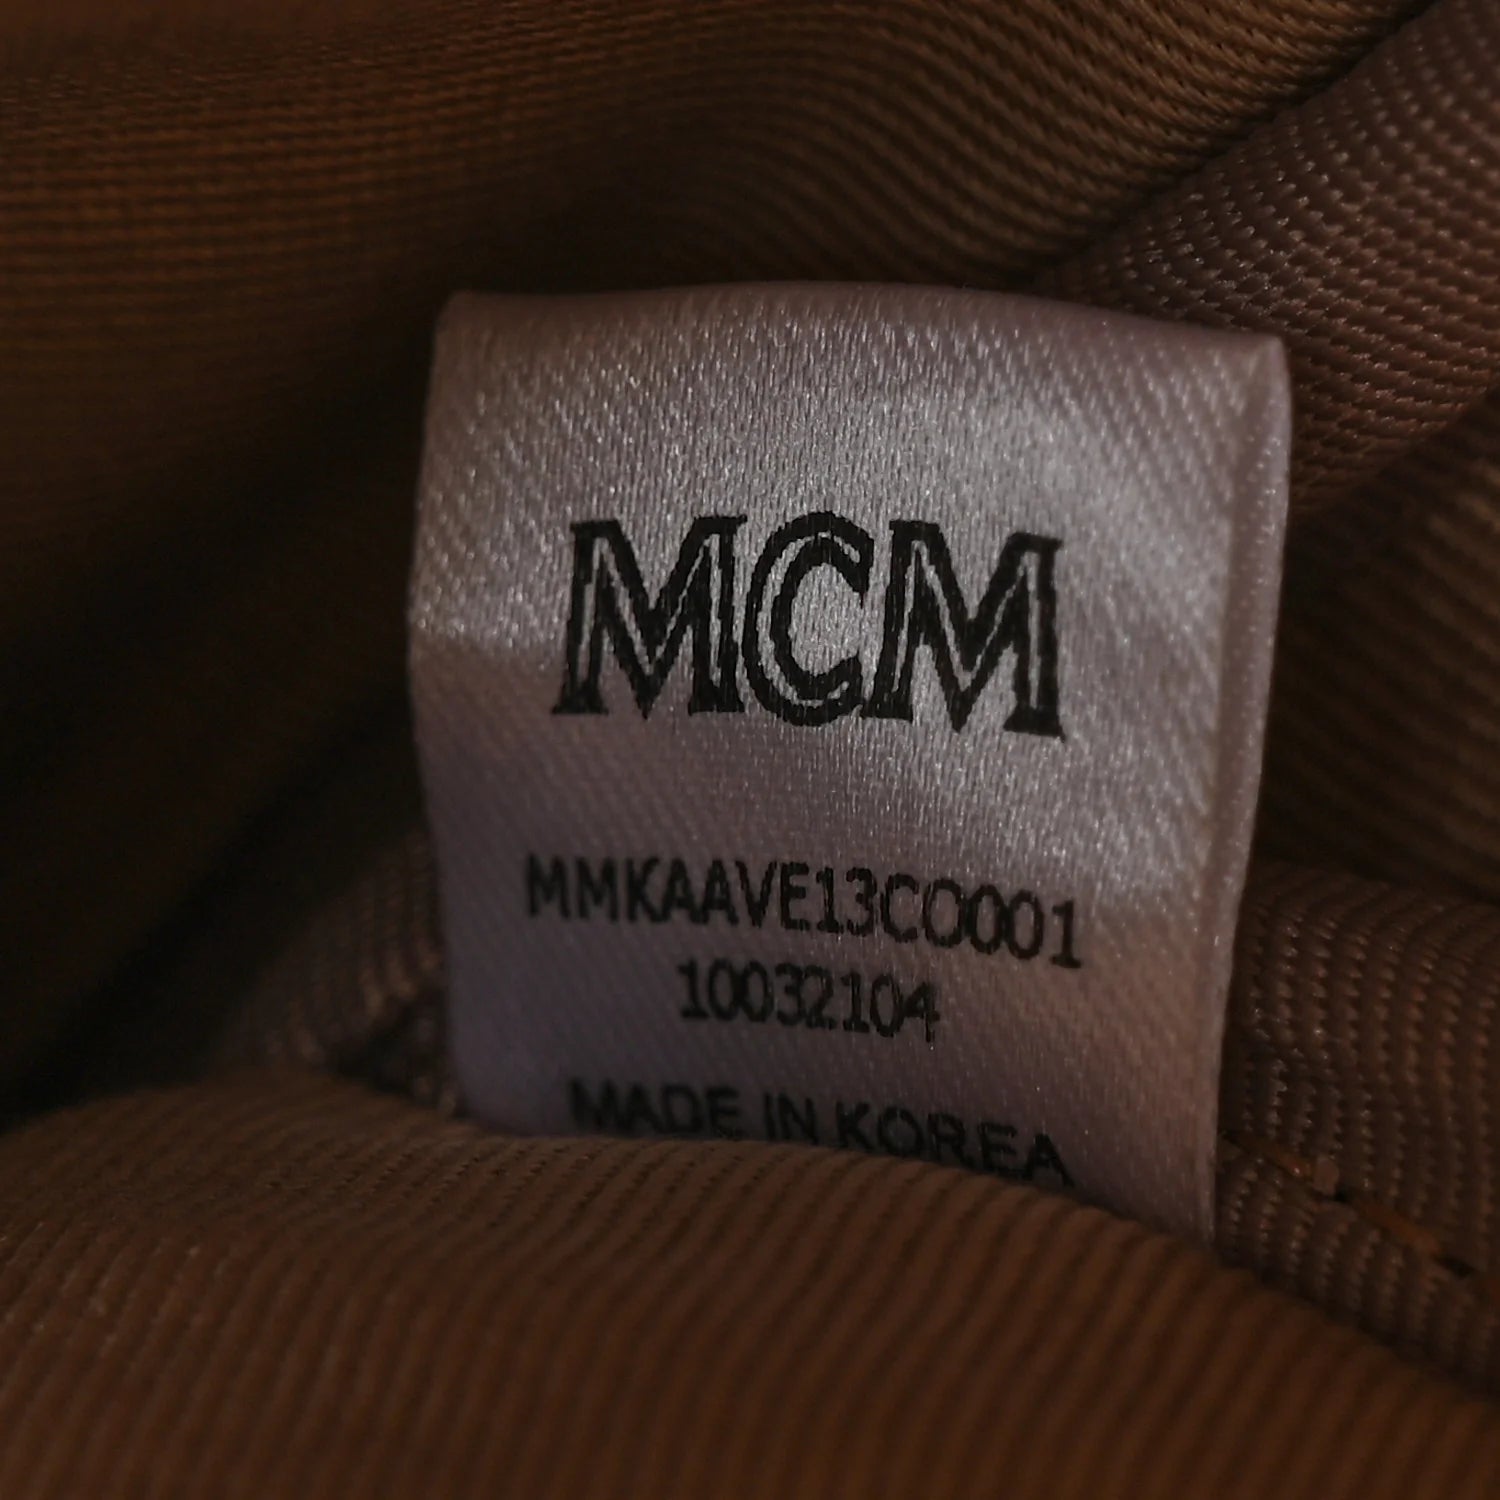 MCM
MMKAAVE13CO001
10032104
MADE IN KOREA